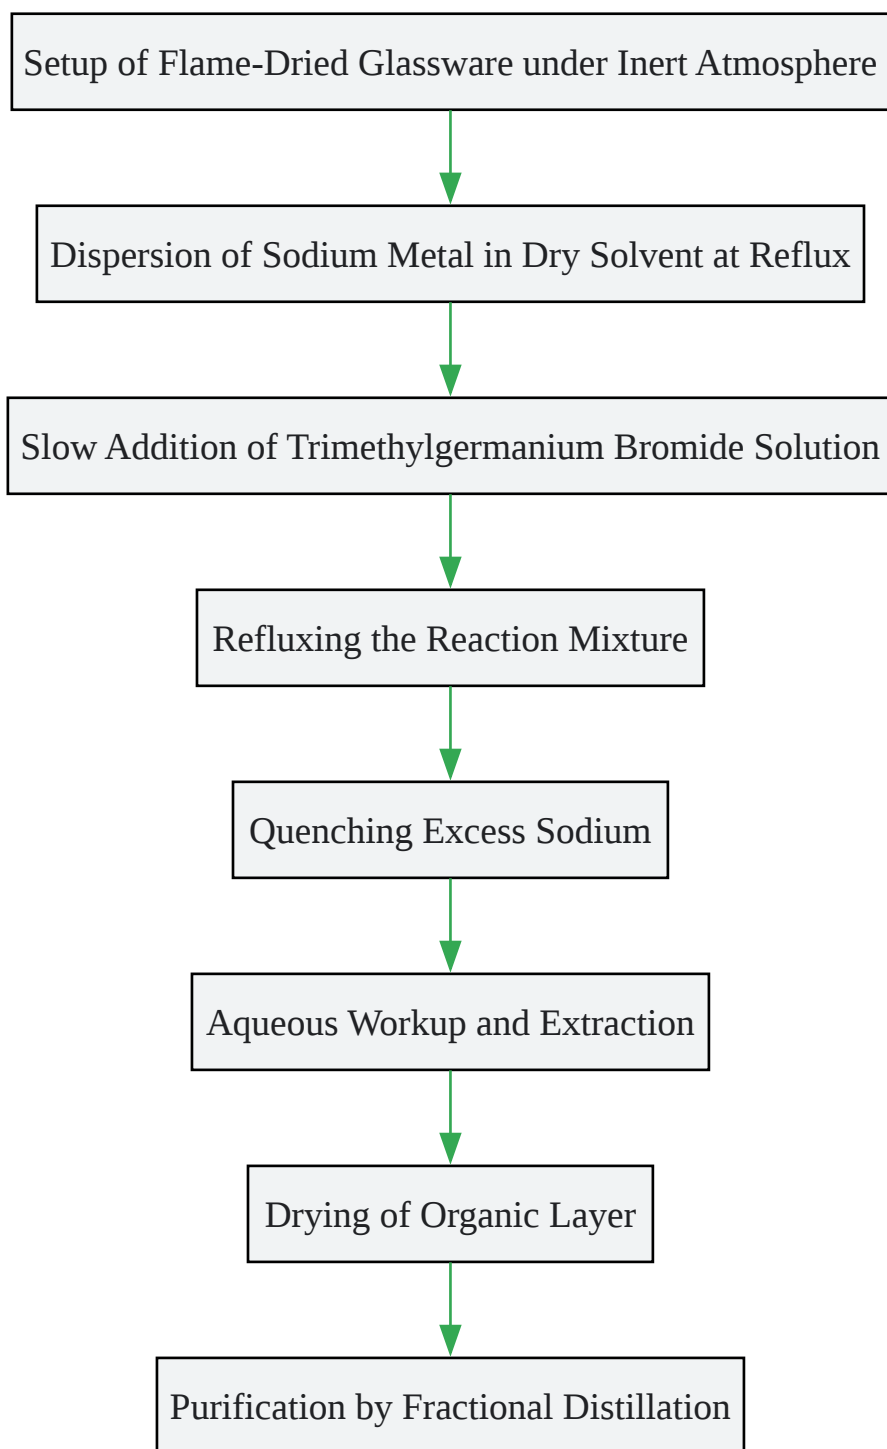 Setup of Flame-Dried Glassware under Inert Atmosphere
Dispersion of Sodium Metal in Dry Solvent at Reflux
Slow Addition of Trimethylgermanium Bromide Solution
Refluxing the Reaction Mixture
Quenching Excess Sodium
Aqueous Workup and Extraction
Drying of Organic Layer
Purification by Fractional Distillation